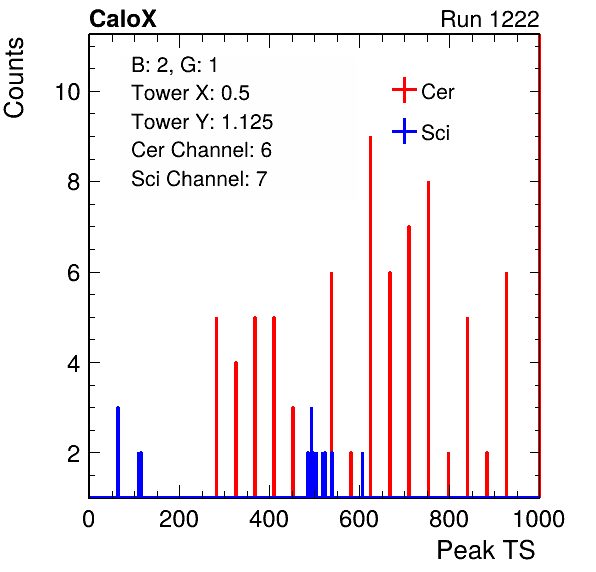 CaloX Run 1222
Counts
B: 2, G: 1
Tower X: 0.5
Tower Y: 1.125
Cer Channel: 6
Sci Channel: 7
Cer
Sci
10
8
6
4
2
0 200 400 600 800 1000
Peak TS